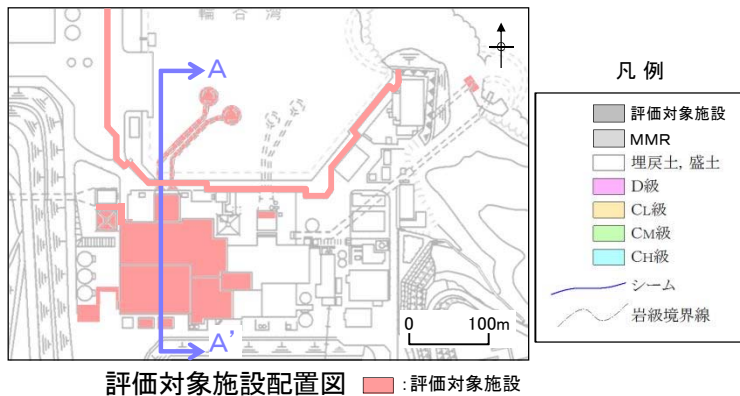 輪谷湾
A
A'
0 100m
評価対象施設配置図 :評価対象施設
凡 例
評価対象施設
MMR
埋戻土, 盛土
D級
CL級
CM級
CH級
シーム
岩級境界線